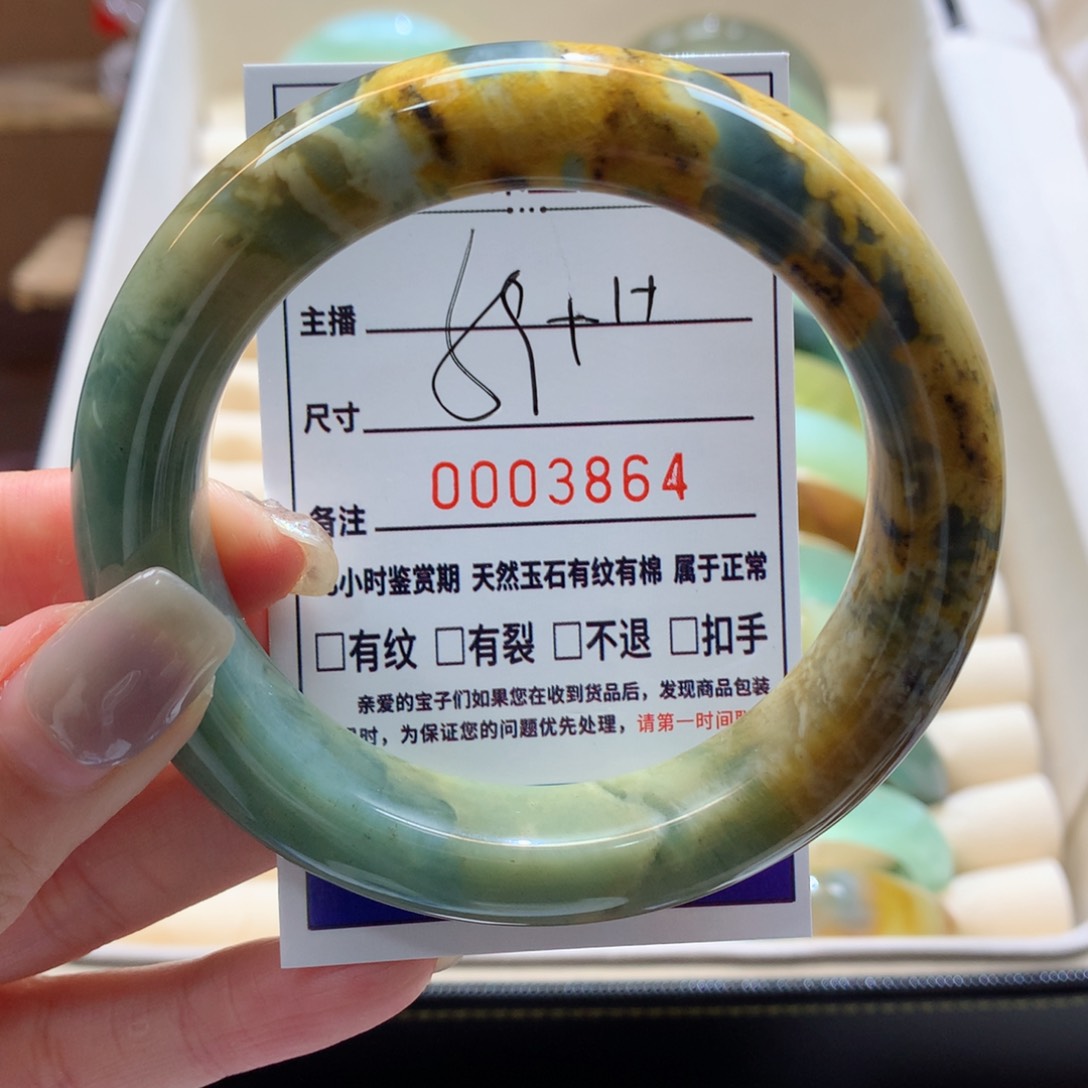 主播
尺寸
0003864
备注
小时鉴赏期 天然玉石有纹有棉 属于正常
□有纹 □有裂 □不退 □扣手
亲爱的宝子们如果您在收到货品后，发现商品包装
时，为保证您的问题优先处理，请第一时间